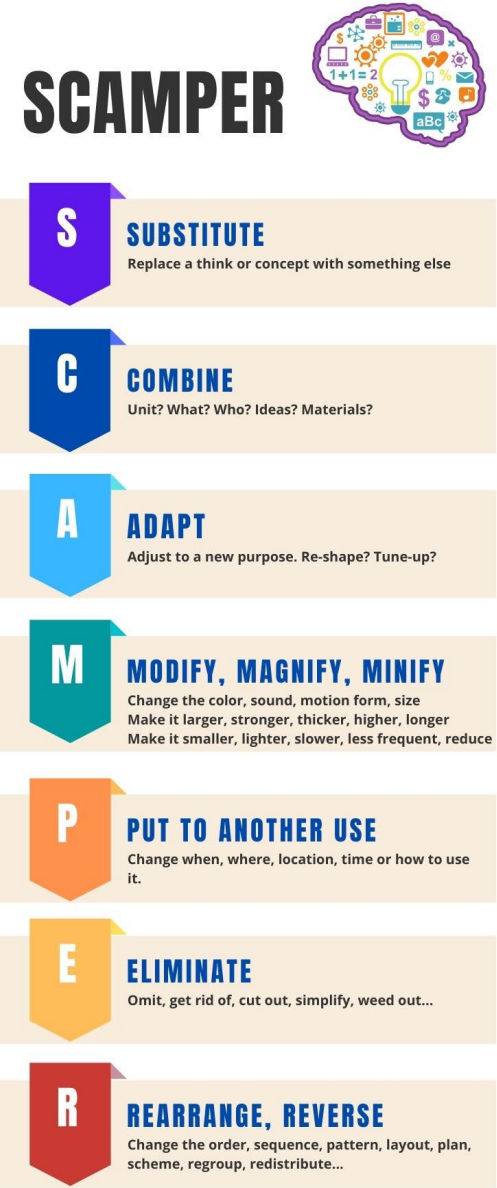 SCAMPER
$
@
1+1=2
%
$
aBc
S
SUBSTITUTE
Replace a think or concept with something else
C
COMBINE
Unit? What? Who? Ideas? Materials?
A
ADAPT
Adjust to a new purpose. Re-shape? Tune-up?
M
MODIFY, MAGNIFY, MINIFY
Change the color, sound, motion form, size
Make it larger, stronger, thicker, higher, longer
Make it smaller, lighter, slower, less frequent, reduce
P
PUT TO ANOTHER USE
Change when, where, location, time or how to use
it.
E
ELIMINATE
Omit, get rid of, cut out, simplify, weed out...
R
REARRANGE, REVERSE
Change the order, sequence, pattern, layout, plan,
scheme, regroup, redistribute...